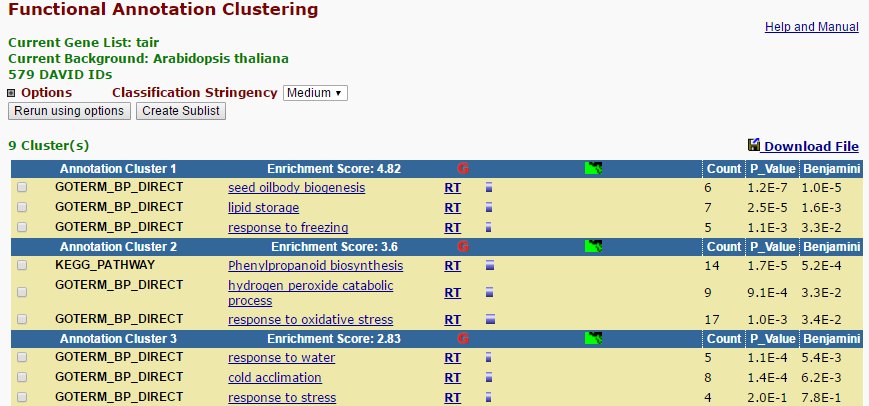 Functional Annotation Clustering
Help and Manual
Current Gene List: tair
Current Background: Arabidopsis thaliana
579 DAVID IDs
Options Classification Stringency Medium
Rerun using options Create Sublist
9 Cluster(s) Download File
Annotation Cluster 1 Enrichment Score: 4.82 G Count P_Value Benjamini
GOTERM_BP_DIRECT seed oilbody biogenesis RT 6 1.2E-7 1.0E-5
GOTERM_BP_DIRECT lipid storage RT 7 2.5E-5 1.6E-3
GOTERM_BP_DIRECT response to freezing RT 5 1.1E-3 3.3E-2
Annotation Cluster 2 Enrichment Score: 3.6 G Count P_Value Benjamini
KEGG_PATHWAY Phenylpropanoid biosynthesis RT 14 1.7E-5 5.2E-4
GOTERM_BP_DIRECT hydrogen peroxide catabolic
process RT 9 9.1E-4 3.3E-2
GOTERM_BP_DIRECT response to oxidative stress RT 17 1.0E-3 3.4E-2
Annotation Cluster 3 Enrichment Score: 2.83 G Count P_Value Benjamini
GOTERM_BP_DIRECT response to water RT 5 1.1E-4 5.4E-3
GOTERM_BP_DIRECT cold acclimation RT 8 1.4E-4 6.2E-3
GOTERM_BP_DIRECT response to stress RT 4 2.0E-1 7.8E-1